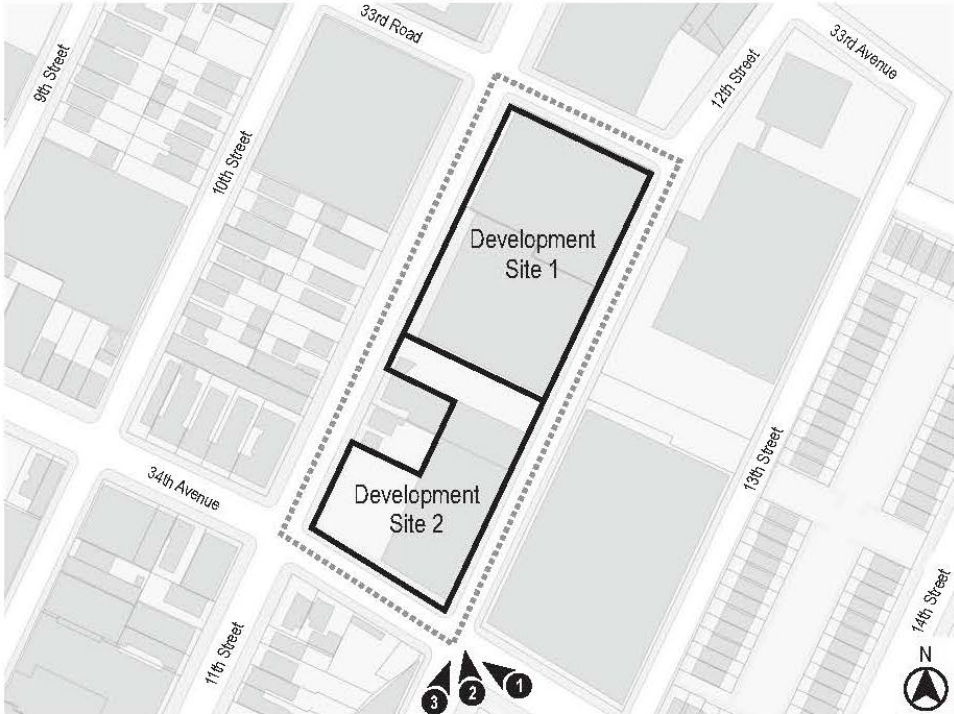 33rd Road
33rd Avenue
9th Street
12th Street
10th Street
Development
Site 1
34th Avenue
13th Street
Development
Site 2
11th Street
14th Street
N
3
2
1